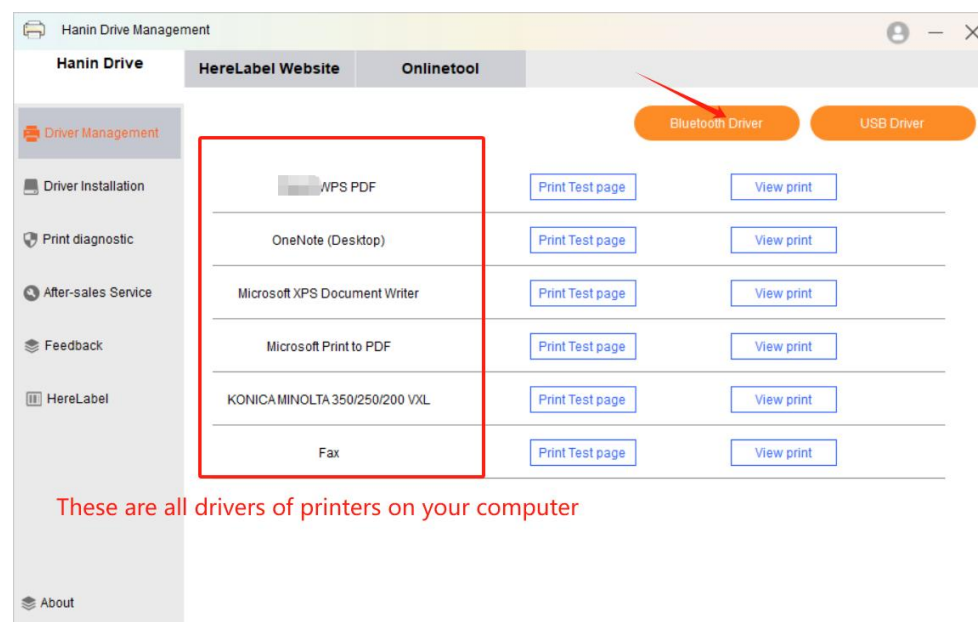 Hanin Drive Management
Hanin Drive HereLabel Website Onlinetool
Driver Management Bluetooth Driver USB Driver
Driver Installation WPS PDF Print Test page View print
Print diagnostic OneNote (Desktop) Print Test page View print
After-sales Service Microsoft XPS Document Writer Print Test page View print
Feedback Microsoft Print to PDF Print Test page View print
HereLabel KONICA MINOLTA 350/250/200 VXL Print Test page View print
Fax Print Test page View print
These are all drivers of printers on your computer
About